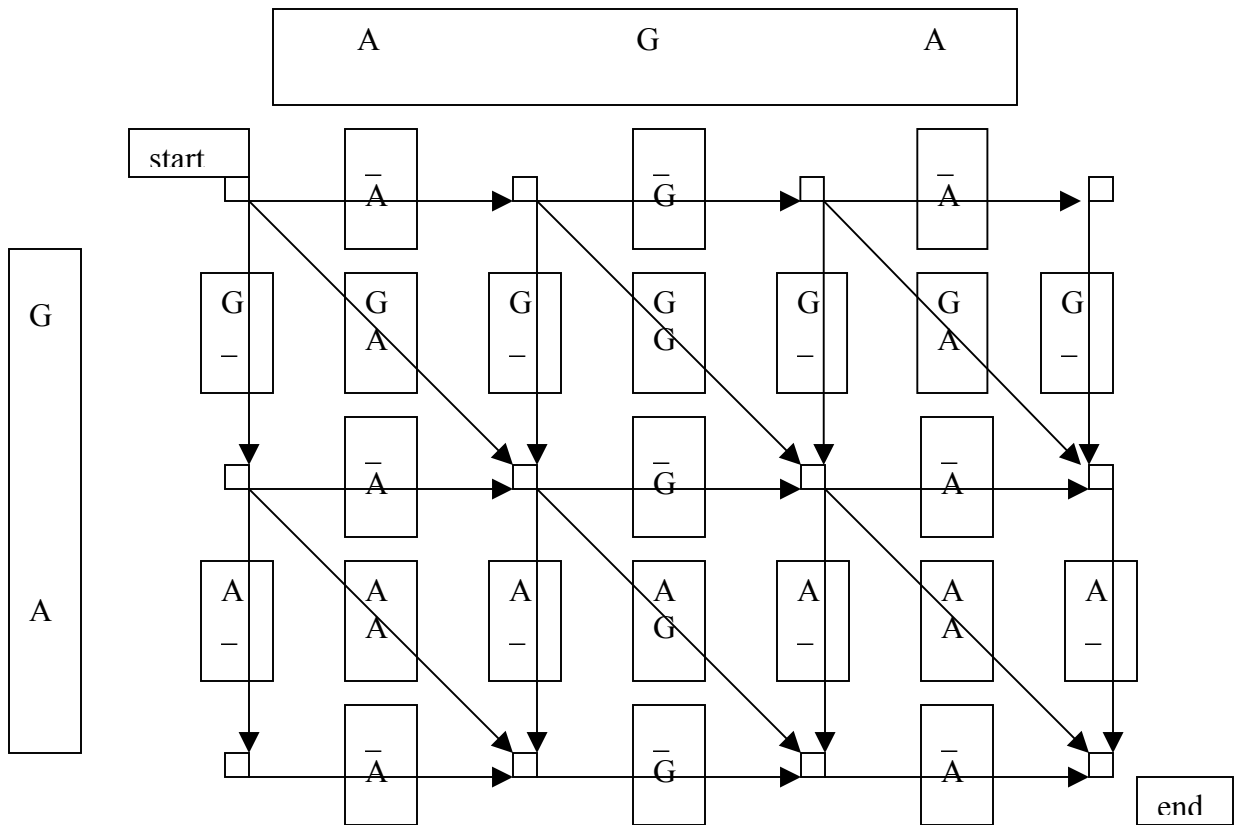 A G A
start
_ _ _
A G A
G G G G G G G
_ A _ G _ A _
_ _ _
A G A
A A A A A A A
_ A _ G _ A _
_ _ _
A G A
end
G
A